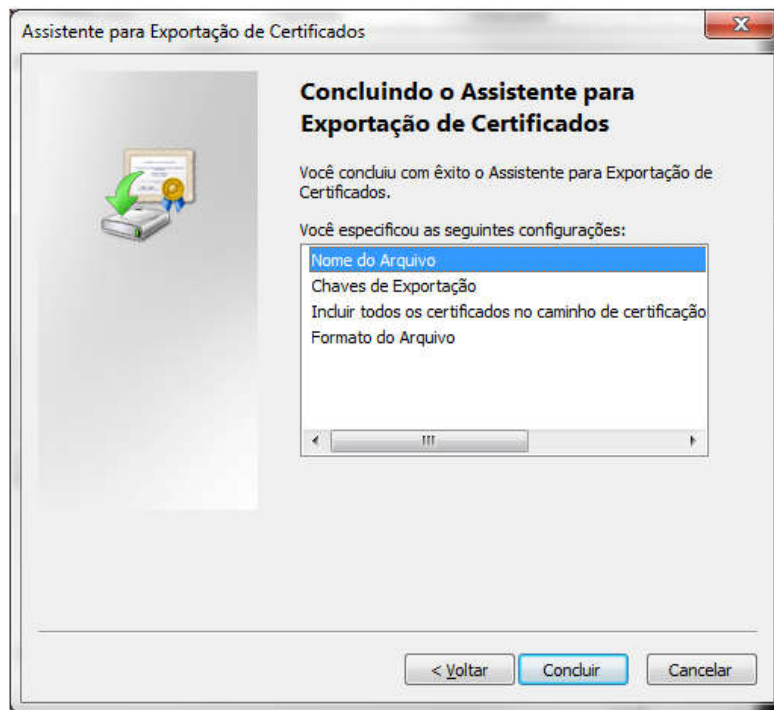 Assistente para Exportação de Certificados
Concluindo o Assistente para
Exportação de Certificados
Você concluiu com êxito o Assistente para Exportação de
Certificados.
Você especificou as seguintes configurações:
Nome do Arquivo
Chaves de Exportação
Incluir todos os certificados no caminho de certificação
Formato do Arquivo
< Voltar Concluir Cancelar